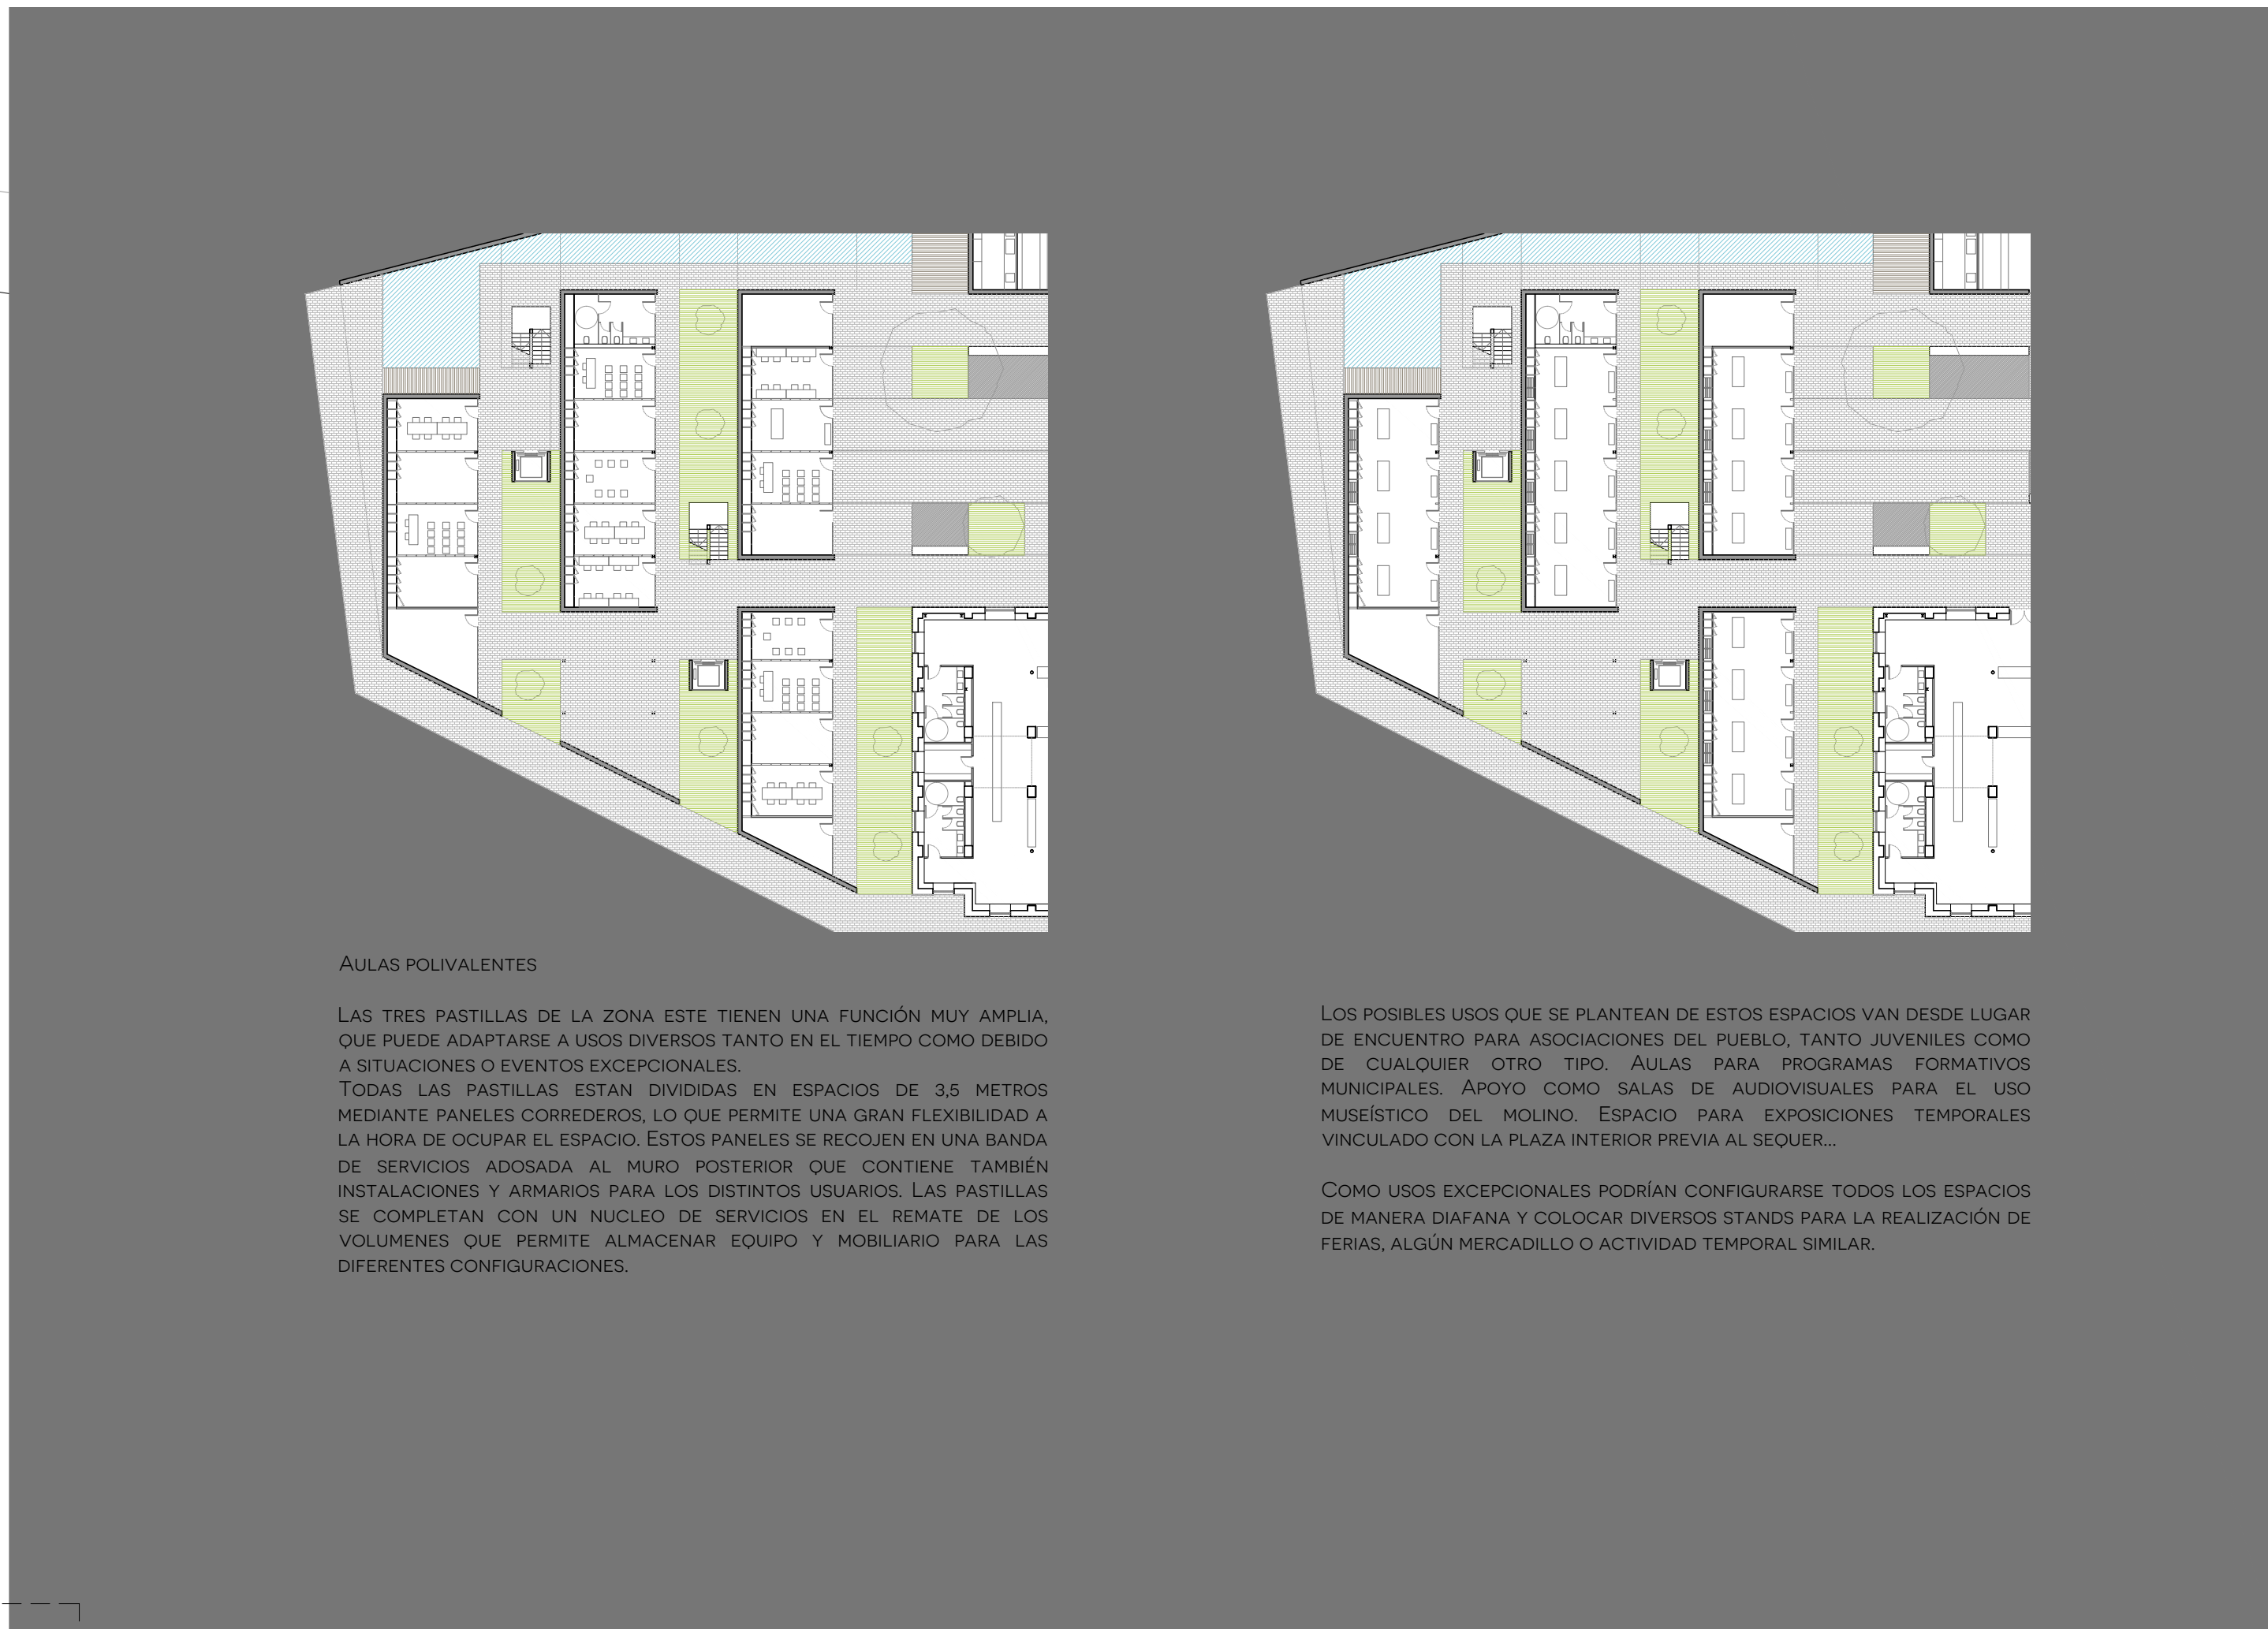 Aulas polivalentes
Las tres pastillas de la zona este tienen una función muy amplia,
que puede adaptarse a usos diversos tanto en el tiempo como debido
a situaciones o eventos excepcionales.
Todas las pastillas estan divididas en espacios de 3,5 metros
mediante paneles correderos, lo que permite una gran flexibilidad a
la hora de ocupar el espacio. Estos paneles se recojen en una banda
de servicios adosada al muro posterior que contiene también
instalaciones y armarios para los distintos usuarios. Las pastillas
se completan con un nucleo de servicios en el remate de los
volumenes que permite almacenar equipo y mobiliario para las
diferentes configuraciones.
Los posibles usos que se plantean de estos espacios van desde lugar
de encuentro para asociaciones del pueblo, tanto juveniles como
de cualquier otro tipo. Aulas para programas formativos
municipales. Apoyo como salas de audiovisuales para el uso
museístico del molino. Espacio para exposiciones temporales
vinculado con la plaza interior previa al sequer...
Como usos excepcionales podrían configurarse todos los espacios
de manera diafana y colocar diversos stands para la realización de
ferias, algún mercadillo o actividad temporal similar.